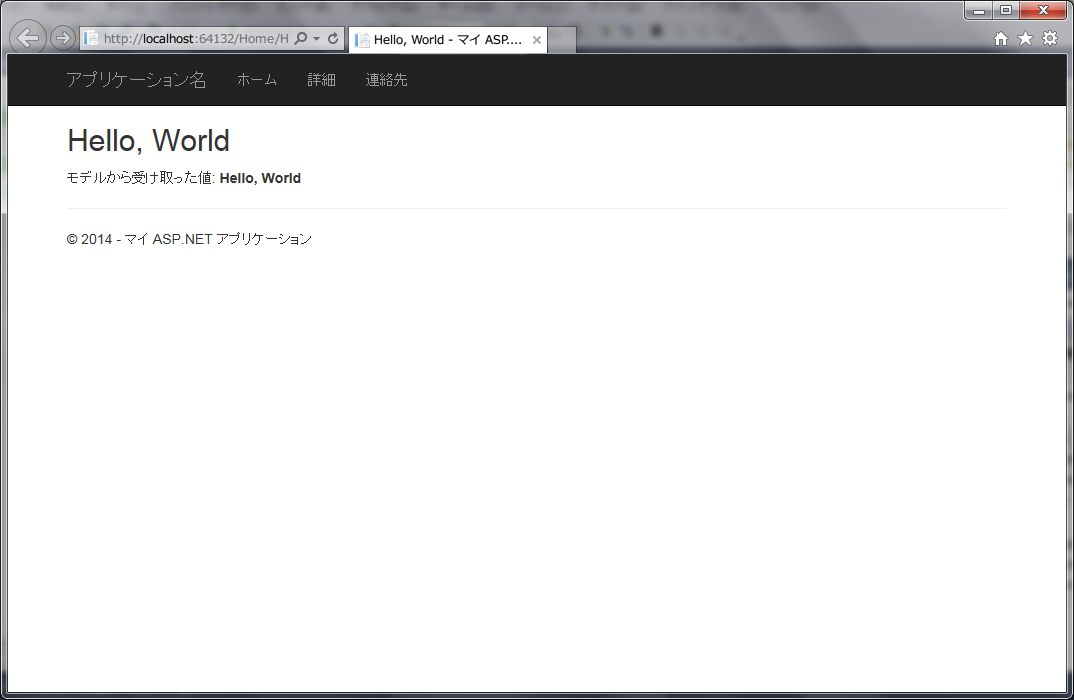 http://localhost:64132/Home/H
Hello, World - マイ ASP....
アプリケーション名 ホーム 詳細 連絡先
Hello, World
モデルから受け取った値: Hello, World
© 2014 - マイ ASP.NET アプリケーション